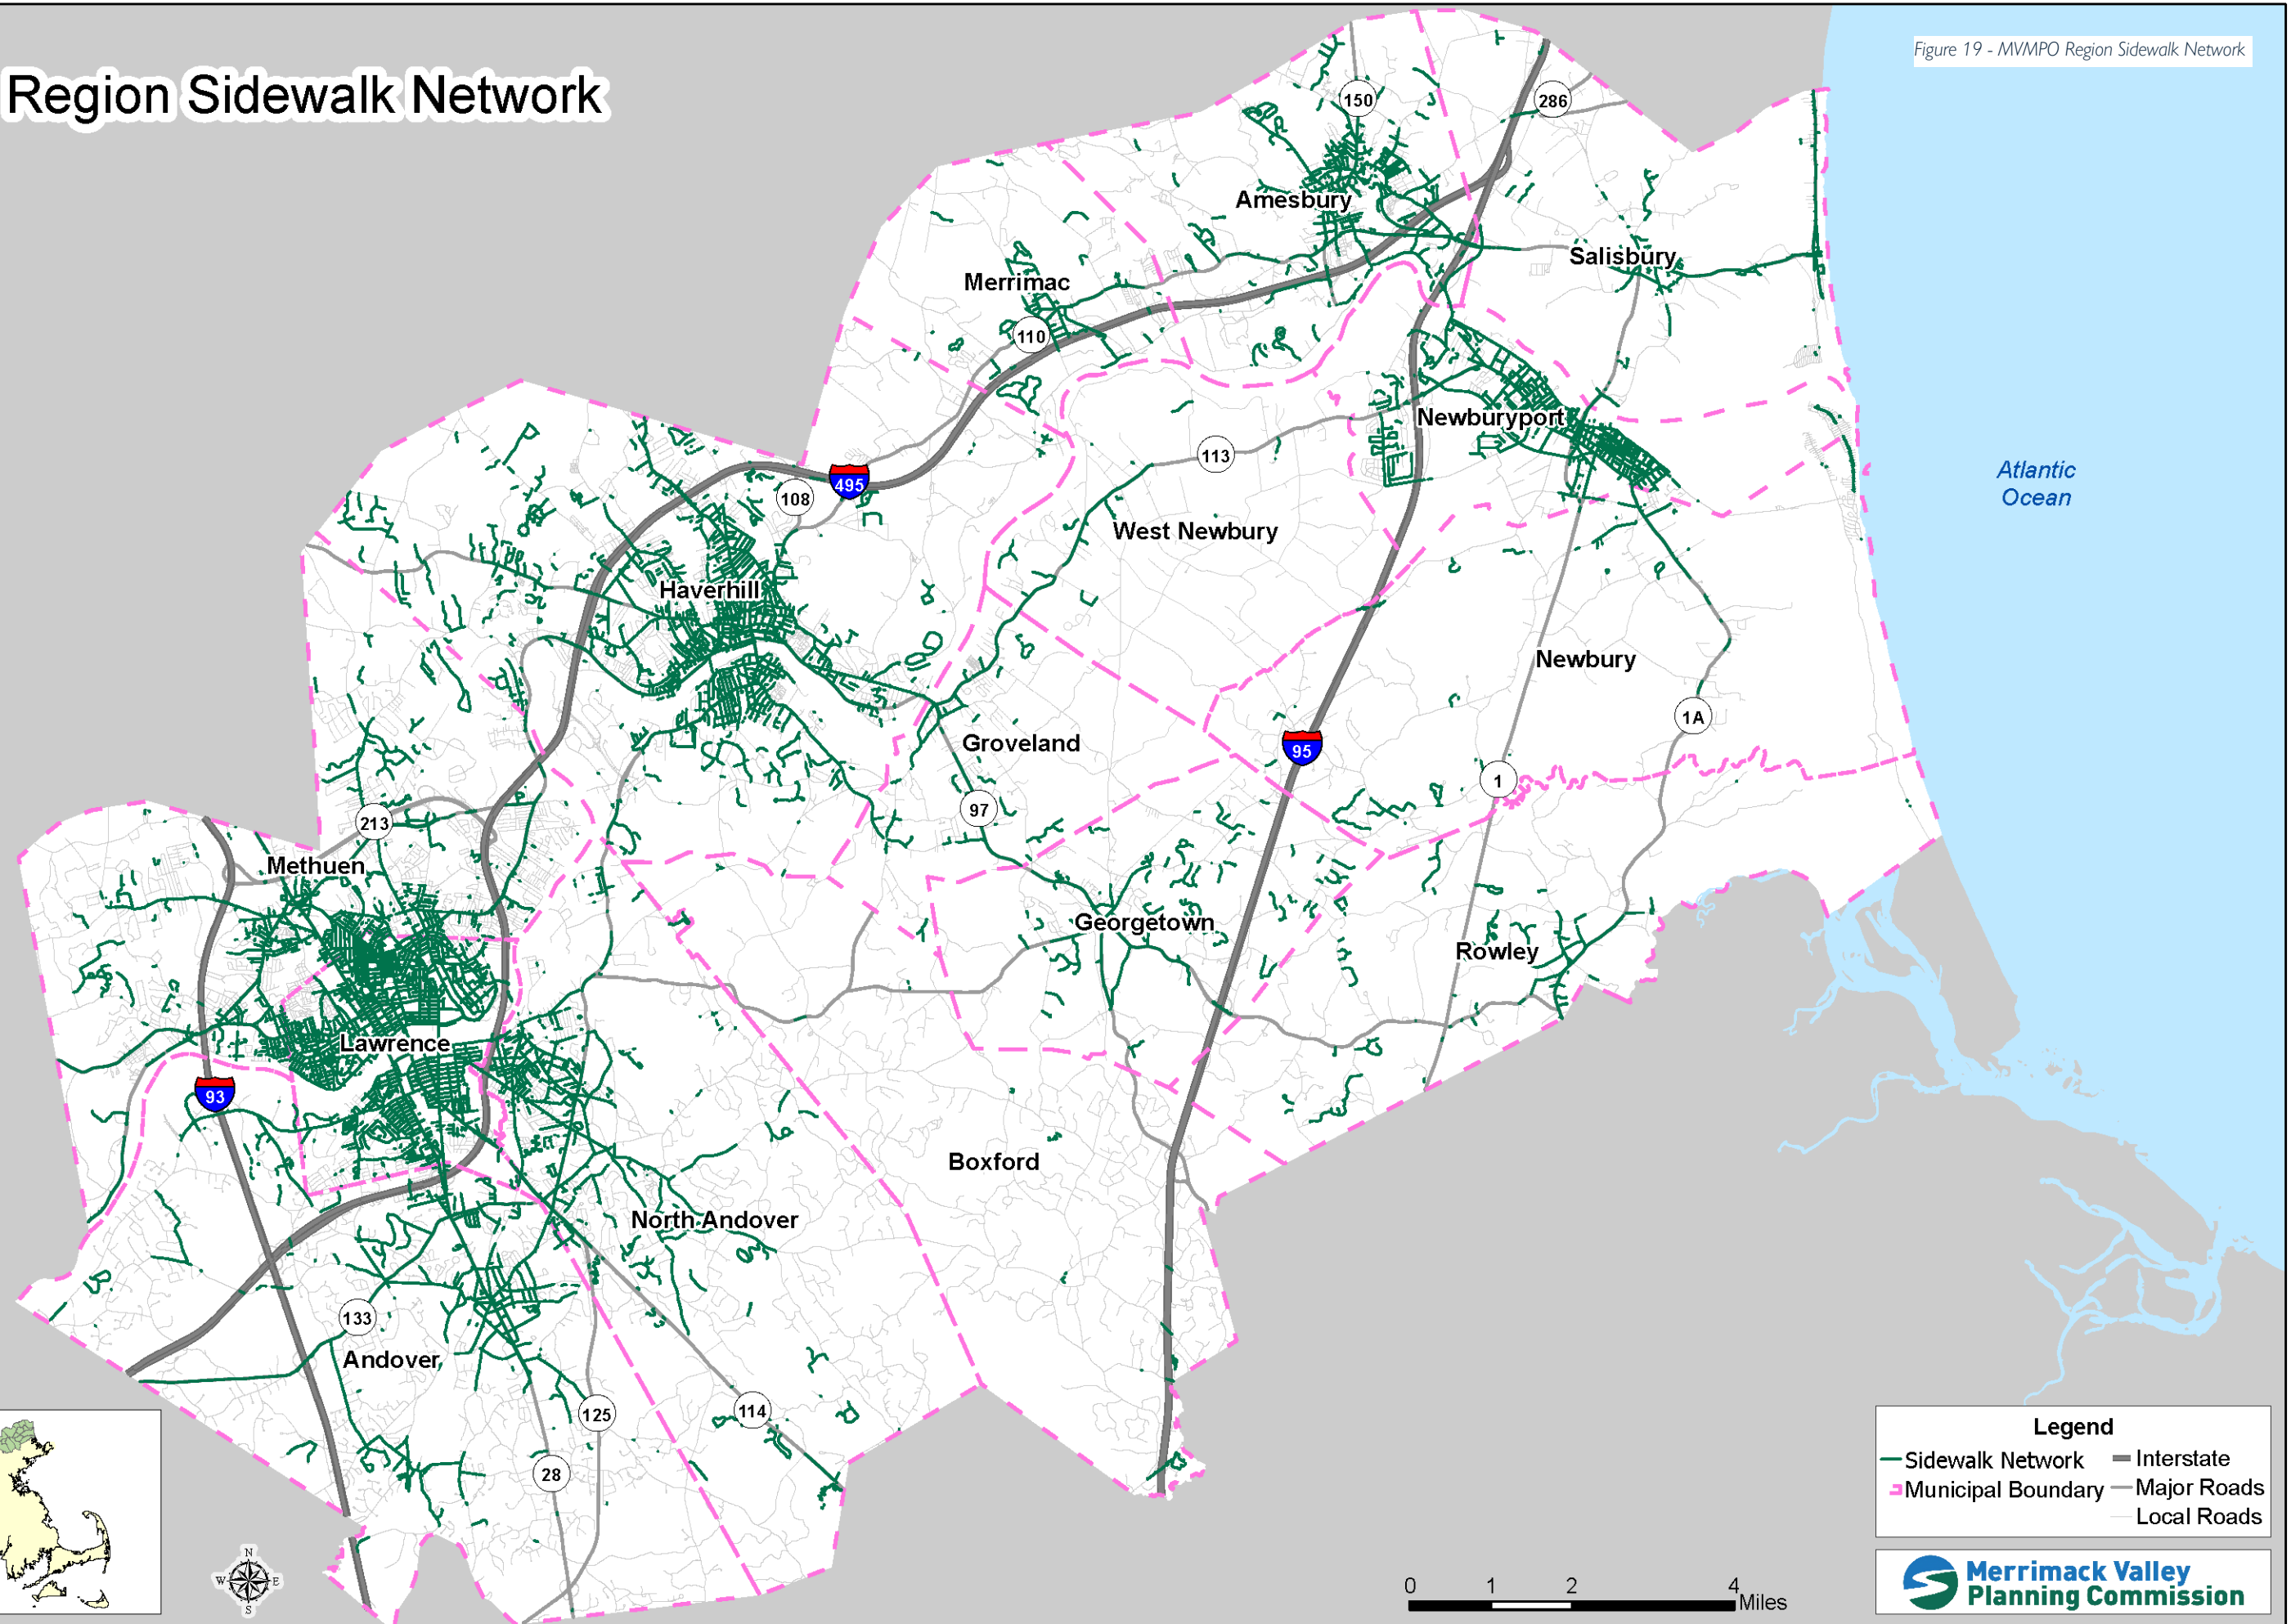 Figure 19 - MVMPO Region Sidewalk Network
Region Sidewalk Network
150
286
Amesbury
Salisbury
Merrimac
110
Newburyport
113
495
108
Atlantic
Ocean
West Newbury
Haverhill
Newbury
1A
Groveland
95
1
97
213
Methuen
Georgetown
Rowley
Lawrence
93
Boxford
North Andover
133
Andover
125
114
28
Legend
Sidewalk Network
Interstate
Municipal Boundary
Major Roads
Local Roads
N
W
E
S
0 1 2 4
Miles
Merrimack Valley
Planning Commission